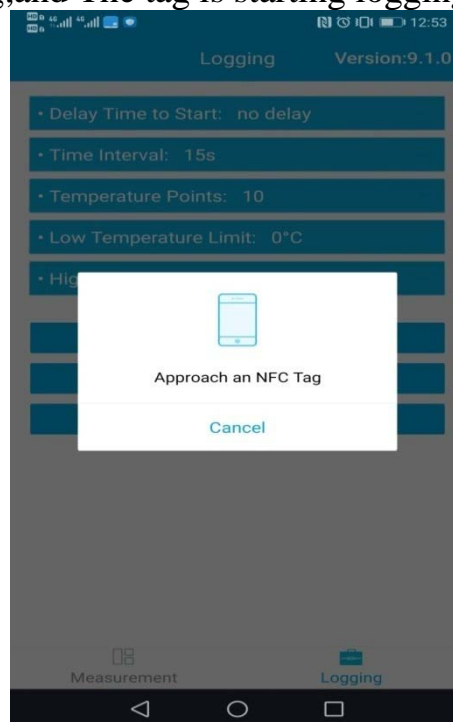 ,and The tag is starting logging
12:53
Logging Version:9.1.0
• Delay Time to Start: no delay
• Time Interval: 15s
• Temperature Points: 10
• Low Temperature Limit: 0°C
• Hig
Approach an NFC Tag
Cancel
Measurement Logging